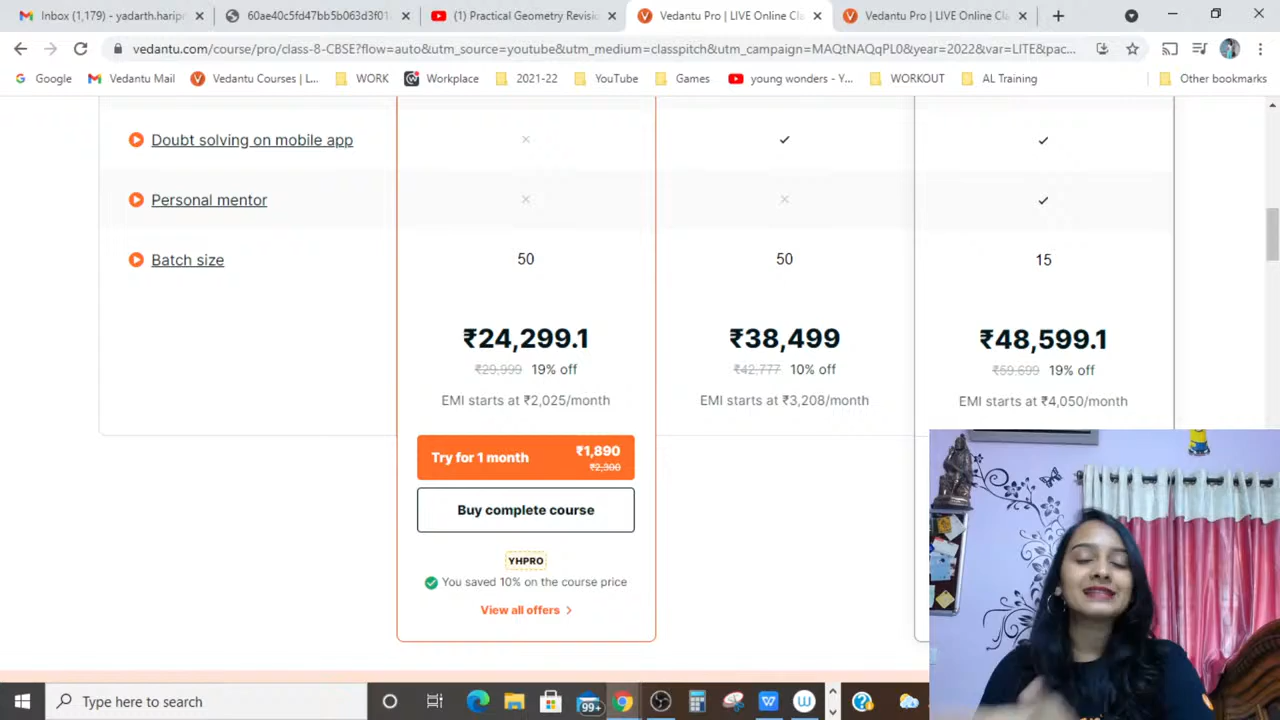 Inbox (1,179) - yadarth.haripr
60ae40c5fd47bb5b063d3f01
(1) Practical Geometry Revisio
Vedantu Pro | LIVE Online Cla
Vedantu Pro | LIVE Online Cla
vedantu.com/course/pro/class-8-CBSE?flow=auto&utm_source=youtube&utm_medium=classpitch&utm_campaign=MAQtNAQqPL0&year=2022&var=LITE&pac...
Google
Vedantu Mail
Vedantu Courses | L...
WORK
Workplace
2021-22
YouTube
Games
young wonders - Y...
WORKOUT
AL Training
Other bookmarks
Doubt solving on mobile app
Personal mentor
Batch size
50
50
15
₹24,299.1
₹38,499
₹48,599.1
₹29,999 19% off
₹42,777 10% off
₹59,699 19% off
EMI starts at ₹2,025/month
EMI starts at ₹3,208/month
EMI starts at ₹4,050/month
Try for 1 month
₹1,890
₹2,300
Buy complete course
YHPRO
You saved 10% on the course price
View all offers >
Type here to search
99+